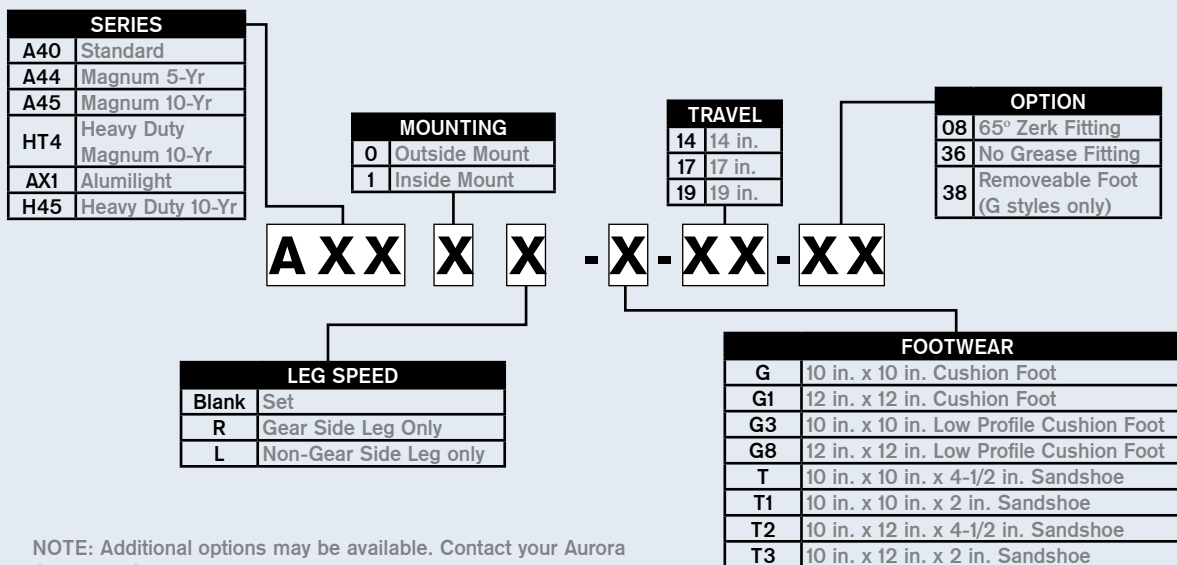 SERIES
A40 Standard
A44 Magnum 5-Yr
A45 Magnum 10-Yr
HT4 Heavy Duty
Magnum 10-Yr
AX1 Alumilight
H45 Heavy Duty 10-Yr
MOUNTING
0 Outside Mount
1 Inside Mount
TRAVEL
14 14 in.
17 17 in.
19 19 in.
OPTION
08 65º Zerk Fitting
36 No Grease Fitting
38 Removeable Foot
(G styles only)
AXX X X -X-XX-XX
LEG SPEED
Blank Set
R Gear Side Leg Only
L Non-Gear Side Leg only
FOOTWEAR
G 10 in. x 10 in. Cushion Foot
G1 12 in. x 12 in. Cushion Foot
G3 10 in. x 10 in. Low Profile Cushion Foot
G8 12 in. x 12 in. Low Profile Cushion Foot
T 10 in. x 10 in. x 4-1/2 in. Sandshoe
T1 10 in. x 10 in. x 2 in. Sandshoe
T2 10 in. x 12 in. x 4-1/2 in. Sandshoe
T3 10 in. x 12 in. x 2 in. Sandshoe
NOTE: Additional options may be available. Contact your Aurora